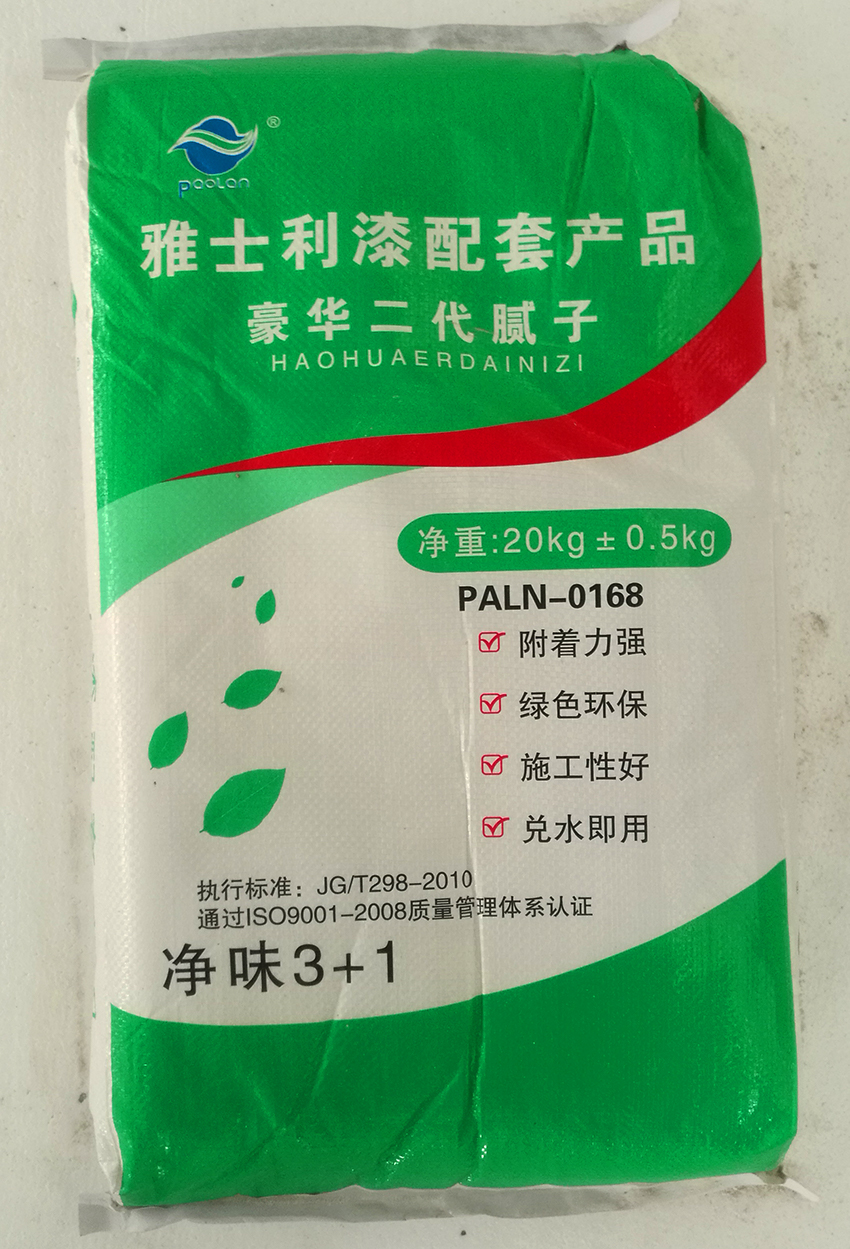 ®
paolan
雅士利漆配套产品
豪华二代腻子
HAOHUAERDAINIZI
净重:20kg±0.5kg
PALN-0168
附着力强
绿色环保
施工性好
兑水即用
执行标准：JG/T298-2010
通过ISO9001-2008质量管理体系认证
净味3+1